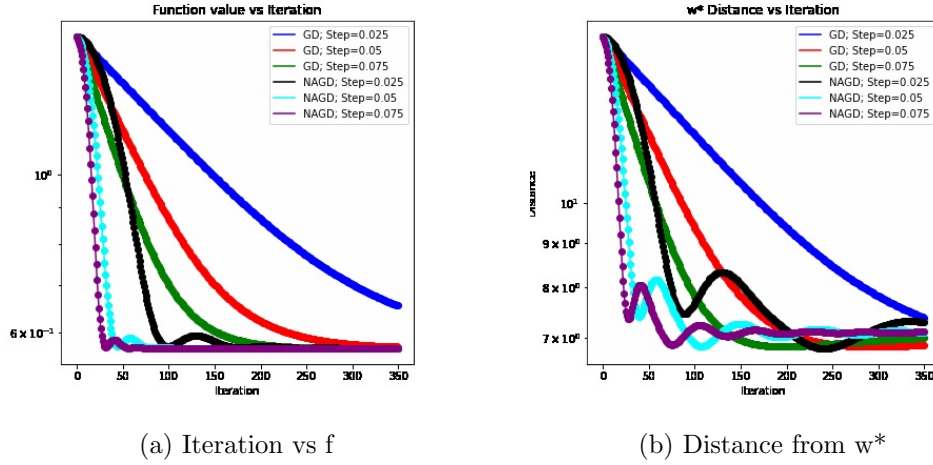 Function value vs Iteration
GD; Step=0.025
GD; Step=0.05
GD; Step=0.075
NAGD; Step=0.025
NAGD; Step=0.05
NAGD; Step=0.075
10⁰
6 × 10⁻¹
0 50 100 150 200 250 300 350
Iteration
(a) Iteration vs f
w* Distance vs Iteration
GD; Step=0.025
GD; Step=0.05
GD; Step=0.075
NAGD; Step=0.025
NAGD; Step=0.05
NAGD; Step=0.075
Distance
10¹
9 × 10⁰
8 × 10⁰
7 × 10⁰
0 50 100 150 200 250 300 350
Iteration
(b) Distance from w*